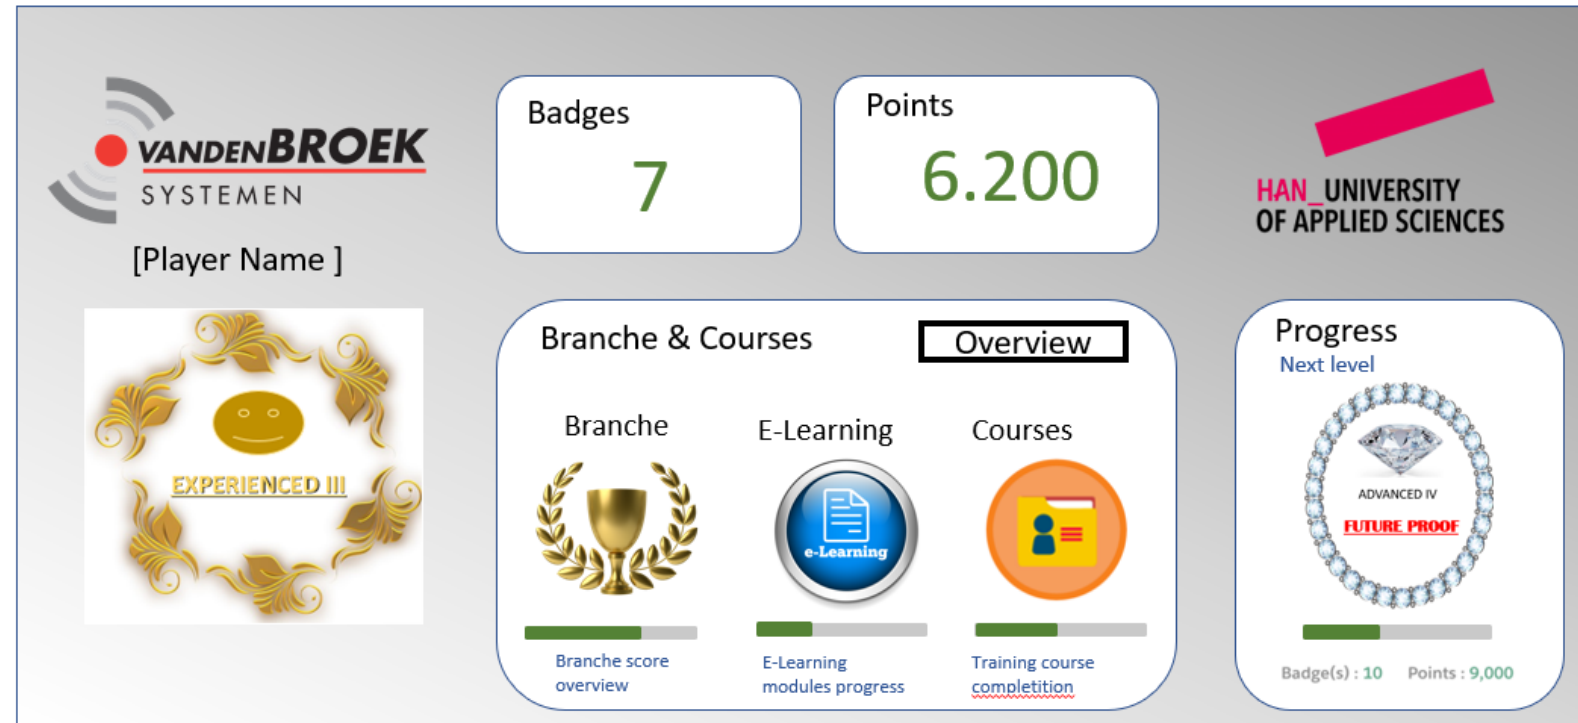 VANDENBROEK
SYSTEMEN
[Player Name ]
EXPERIENCED III
Badges
7
Points
6.200
HAN_UNIVERSITY
OF APPLIED SCIENCES
Branche & Courses
Overview
Branche
E-Learning
Courses
e-Learning
Branche score
overview
E-Learning
modules progress
Training course
completition
Progress
Next level
ADVANCED IV
FUTURE PROOF
Badge(s) : 10 Points : 9,000